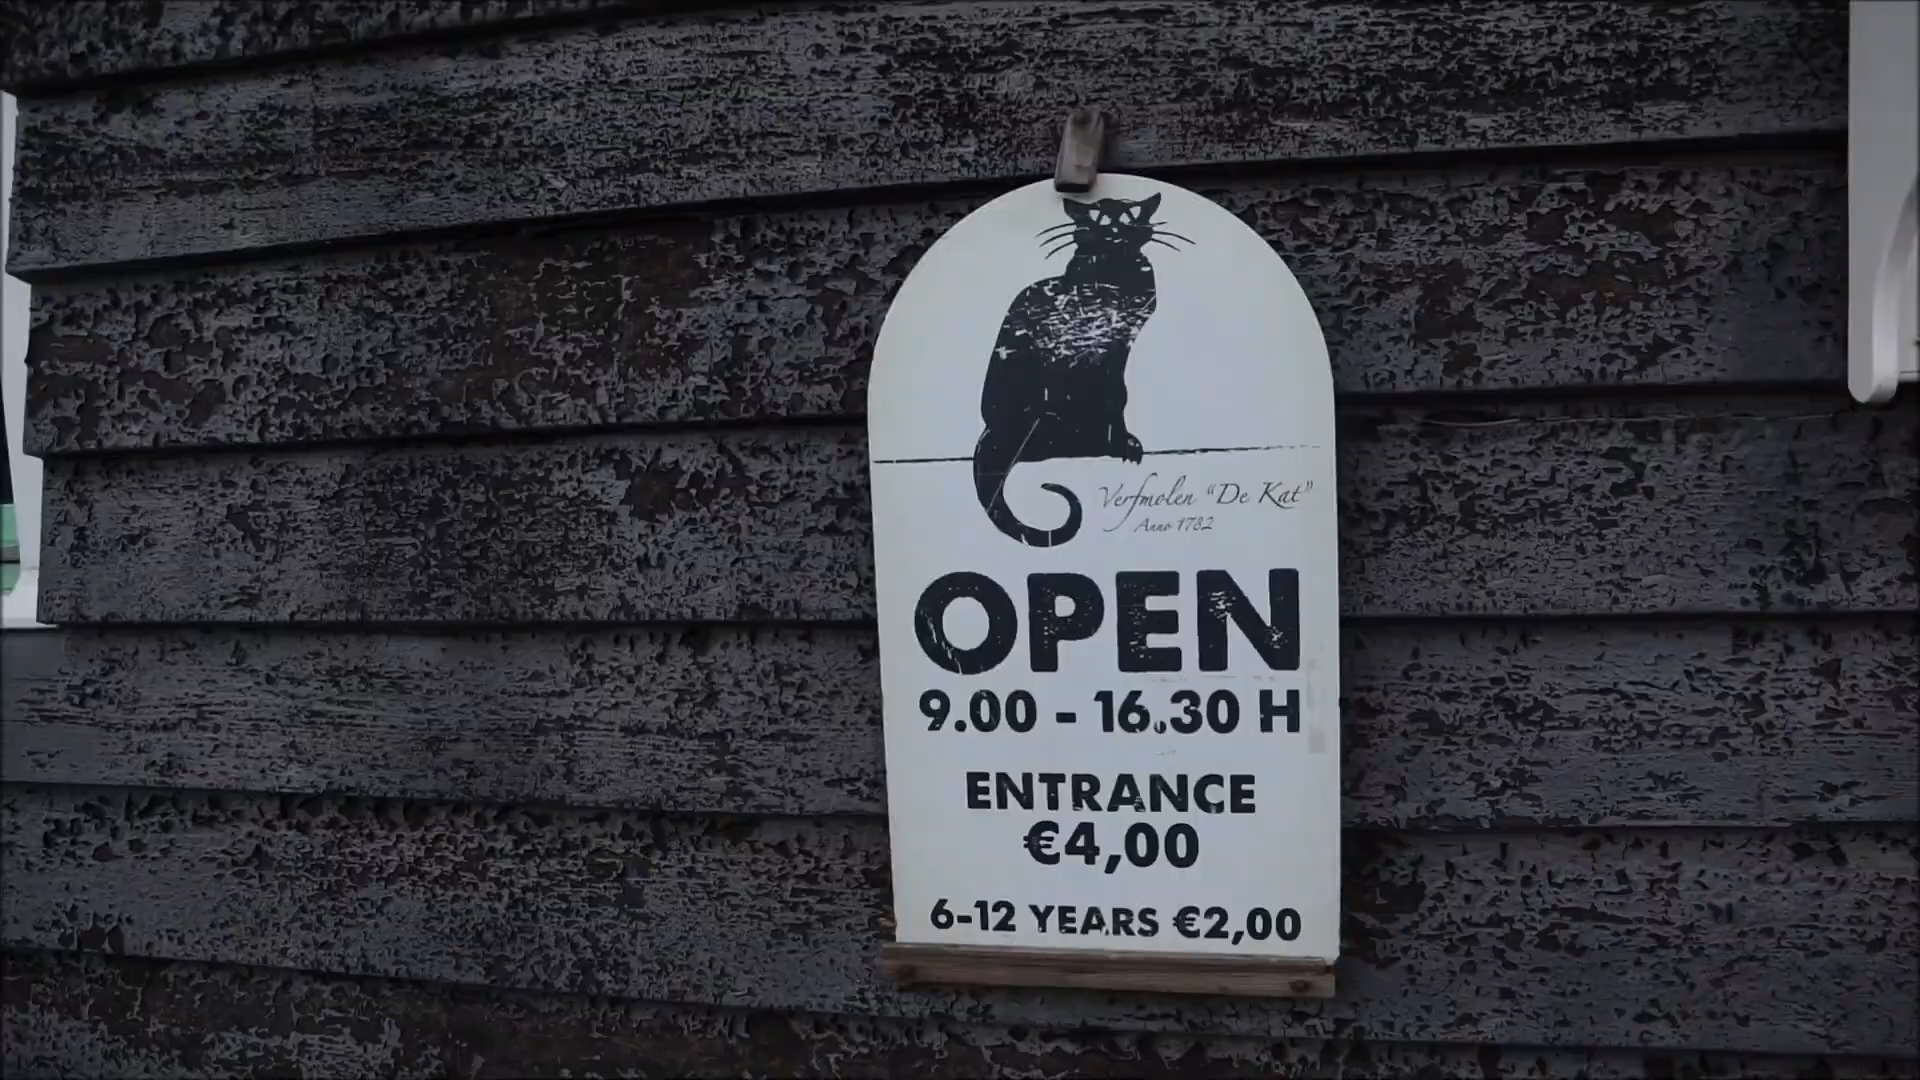 Verfmolen "De Kat"
Anno 1782
OPEN
9.00 - 16.30 H
ENTRANCE
€4,00
6-12 YEARS €2,00